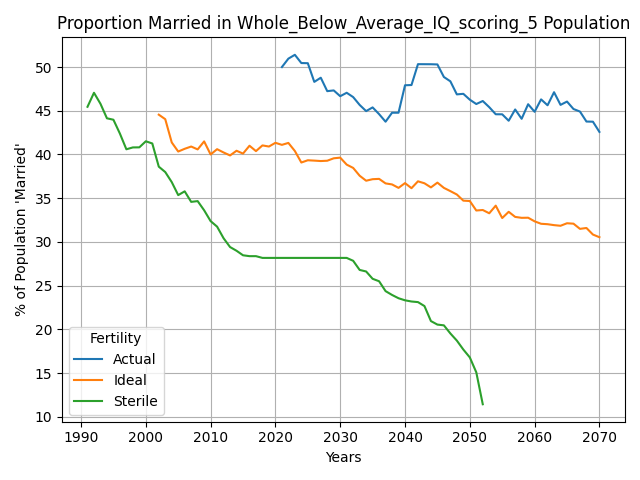 Proportion Married in Whole_Below_Average_IQ_scoring_5 Population
% of Population 'Married'
50
45
40
35
30
25
20
15
10
Fertility
Actual
Ideal
Sterile
1990 2000 2010 2020 2030 2040 2050 2060 2070
Years